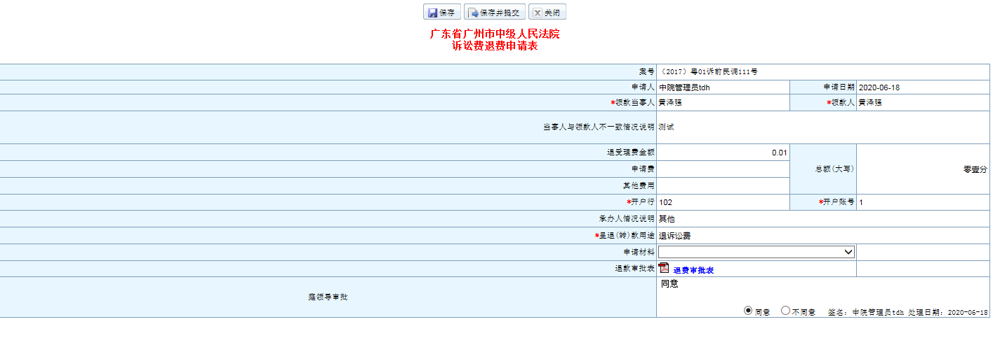 保存 保存并提交 关闭
广东省广州市中级人民法院
诉讼费退费申请表
案号 （2017）粤01诉前民调111号
申请人 中院管理员tdh 申请日期 2020-06-18
*领款当事人 黄泽强 *领款人 黄泽强
当事人与领款人不一致情况说明 测试
退受理费金额 0.01
申请费 总额(大写) 零壹分
其他费用
*开户行 102 *开户账号 1
承办人情况说明 其他
*呈退(转)款用途 退诉讼费
申请材料
退款审批表 退费审批表
同意
庭领导审批
同意 不同意 签名: 中院管理员tdh 处理日期: 2020-06-18